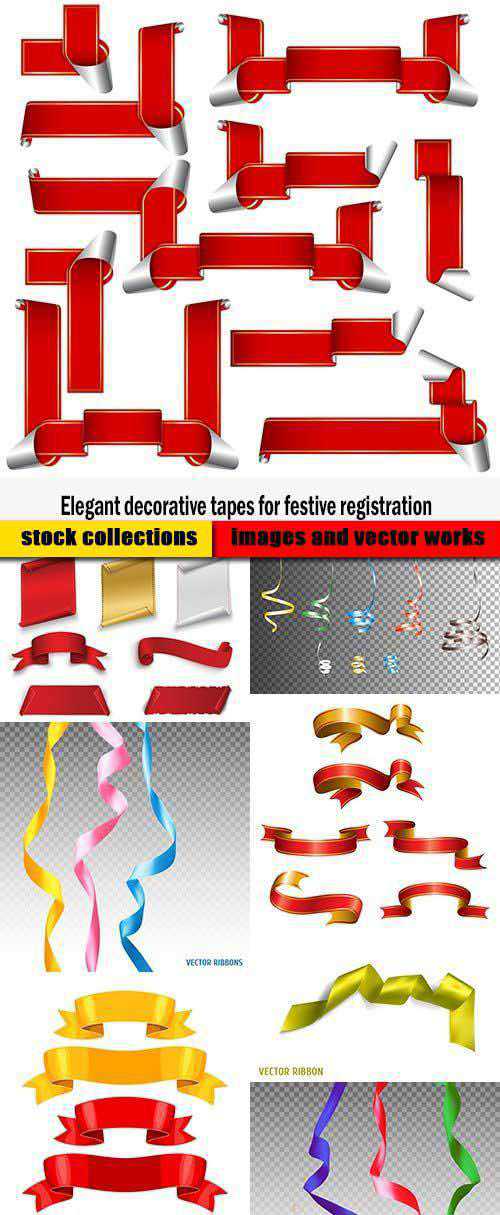 Elegant decorative tapes for festive registration
stock collections images and vector works
VECTOR RIBBONS
VECTOR RIBBON